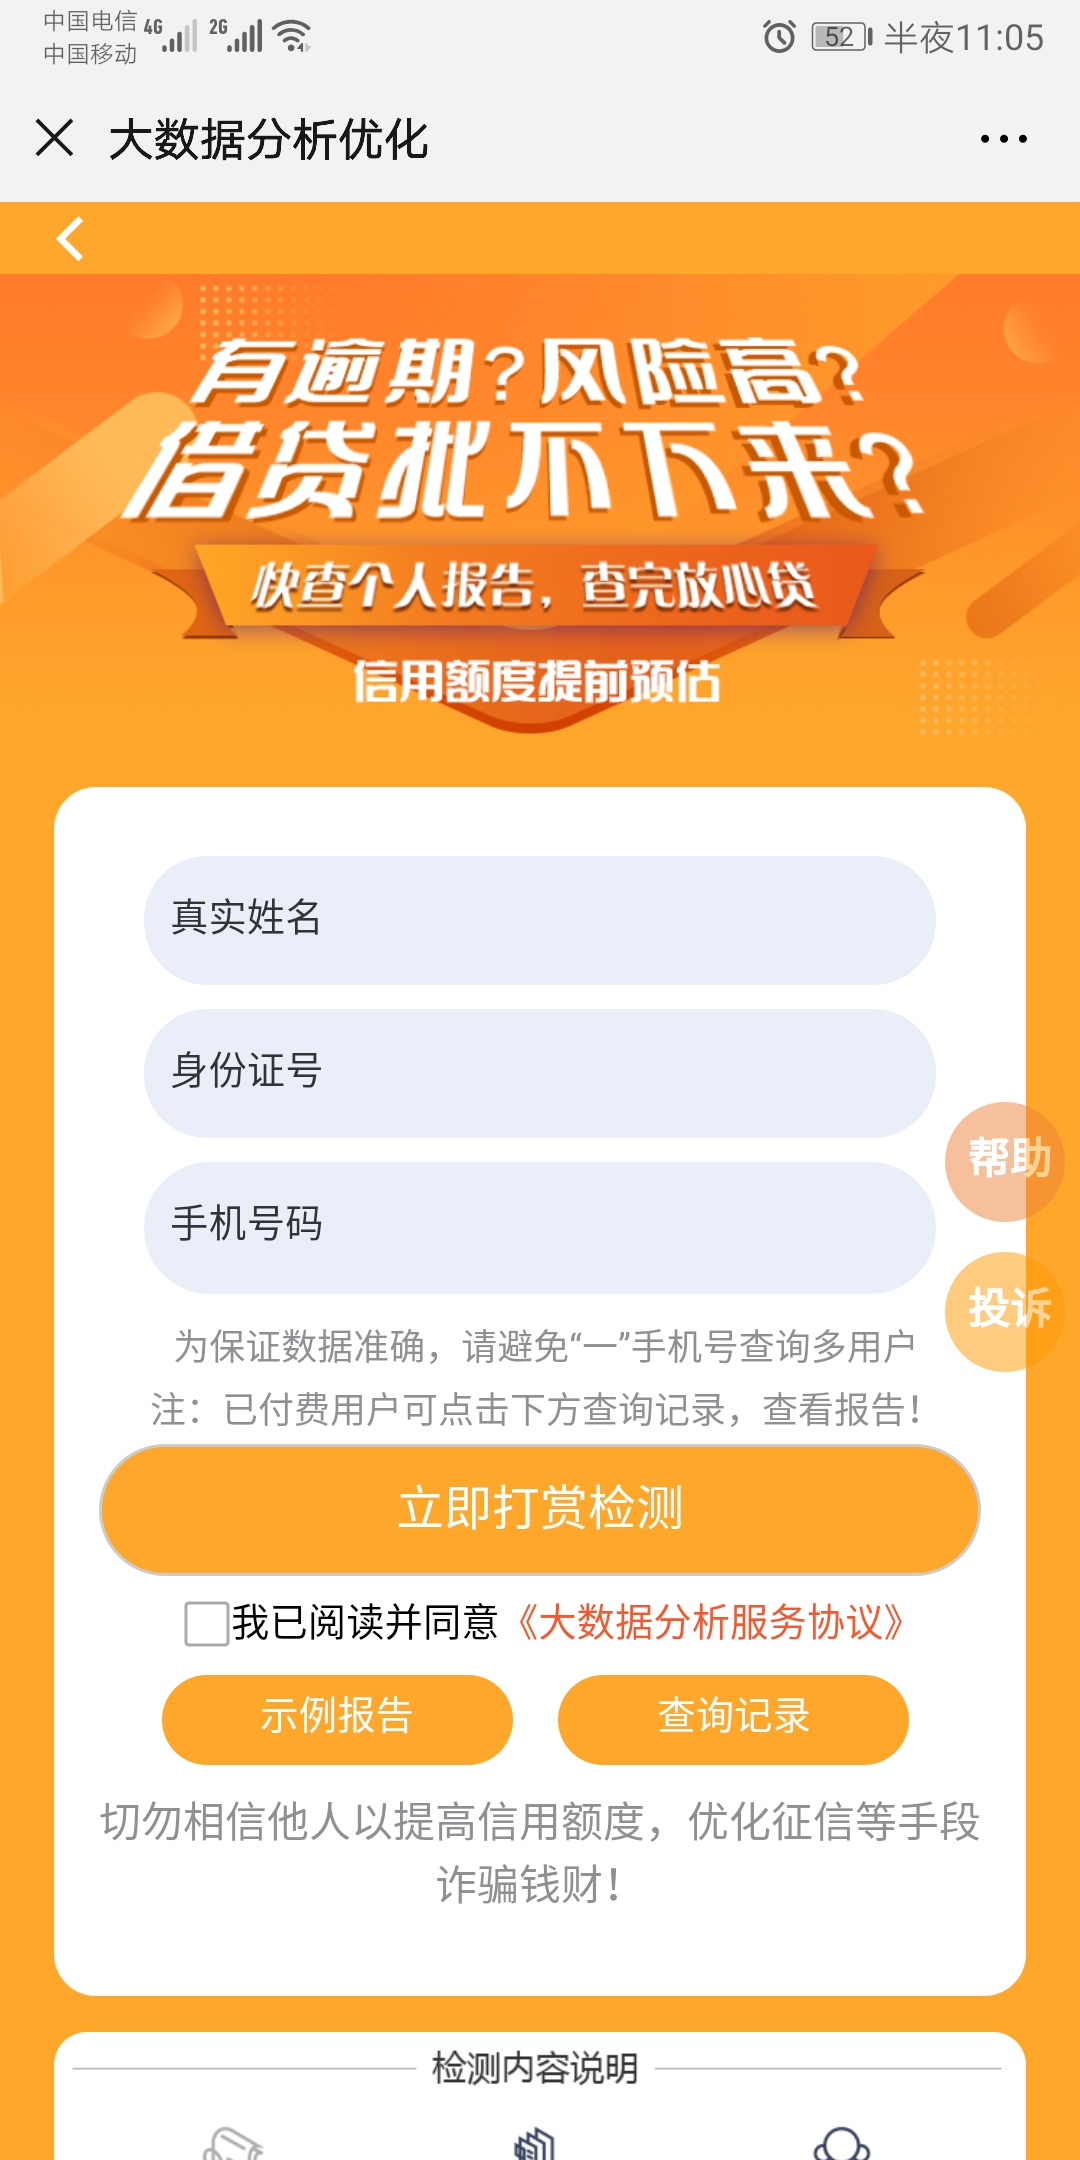 中国电信 4G 2G
中国移动
52 半夜11:05
大数据分析优化
有逾期?风险高?
借贷批不下来?
快查个人报告，查完放心贷
信用额度提前预估
真实姓名
身份证号
手机号码
帮助
投诉
为保证数据准确，请避免“一”手机号查询多用户
注：已付费用户可点击下方查询记录，查看报告！
立即打赏检测
我已阅读并同意《大数据分析服务协议》
示例报告 查询记录
切勿相信他人以提高信用额度，优化征信等手段
诈骗钱财！
检测内容说明